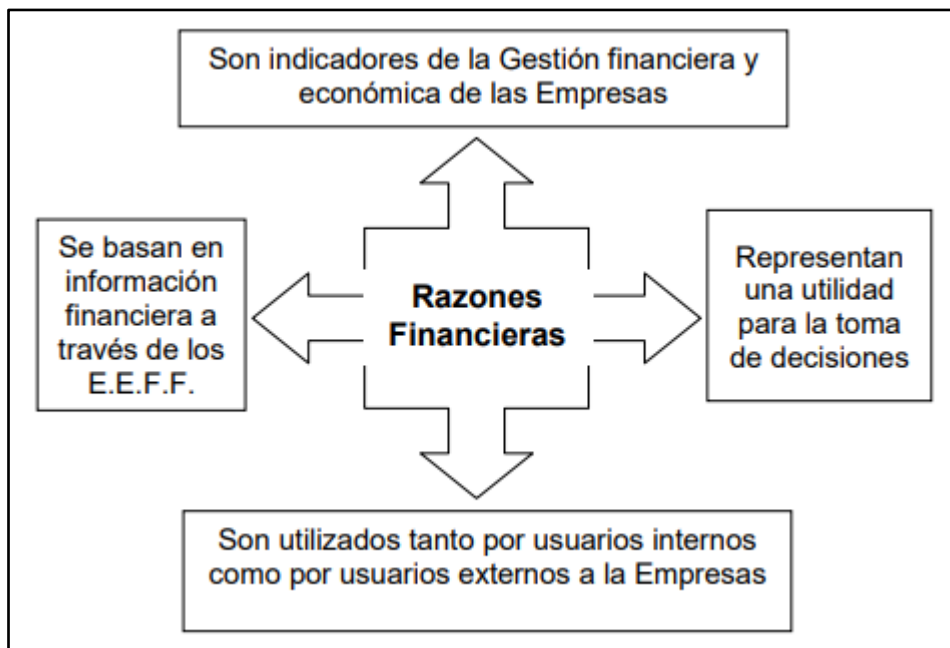 Son indicadores de la Gestión financiera y
económica de las Empresas
Se basan en
información
financiera a
través de los
E.E.F.F.
Razones
Financieras
Representan
una utilidad
para la toma
de decisiones
Son utilizados tanto por usuarios internos
como por usuarios externos a la Empresas